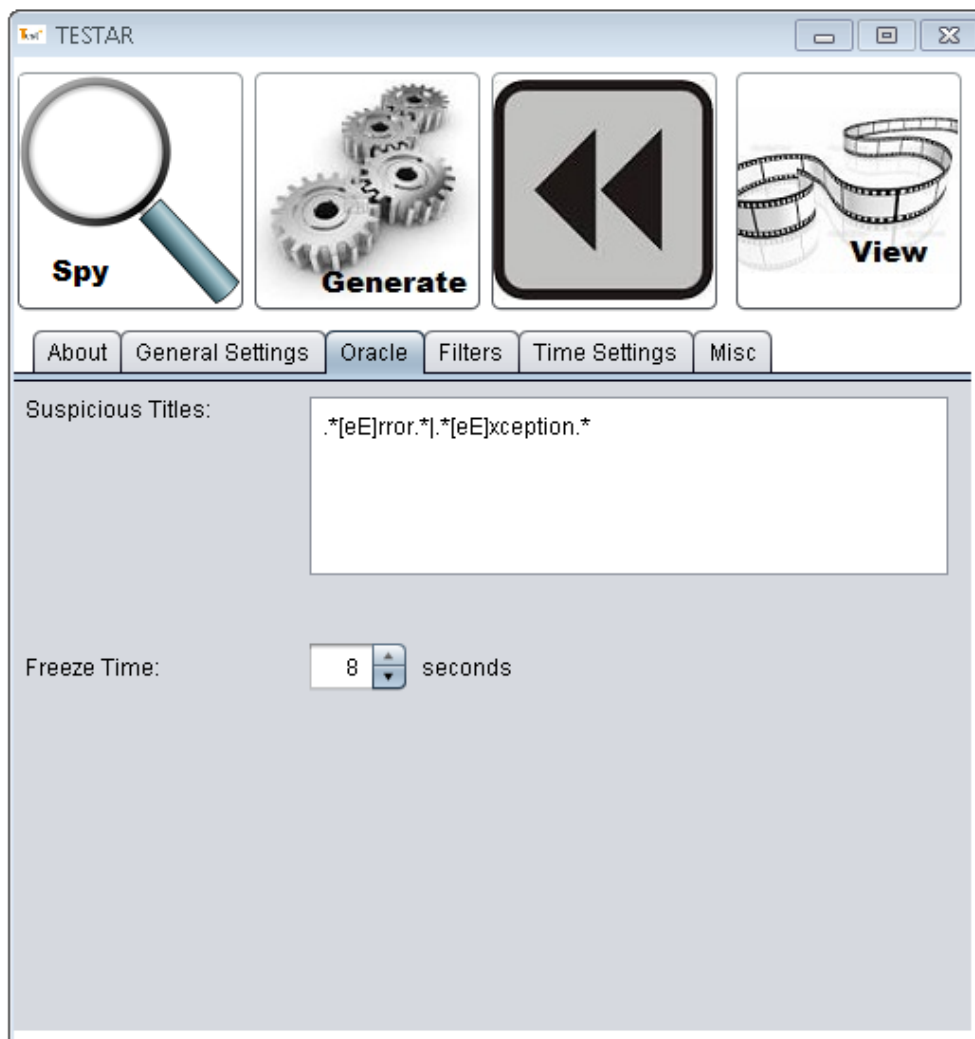 TESTAR
Spy
Generate
View
About General Settings Oracle Filters Time Settings Misc
Suspicious Titles:
.*[eE]rror.*|.*[eE]xception.*
Freeze Time: 8 seconds